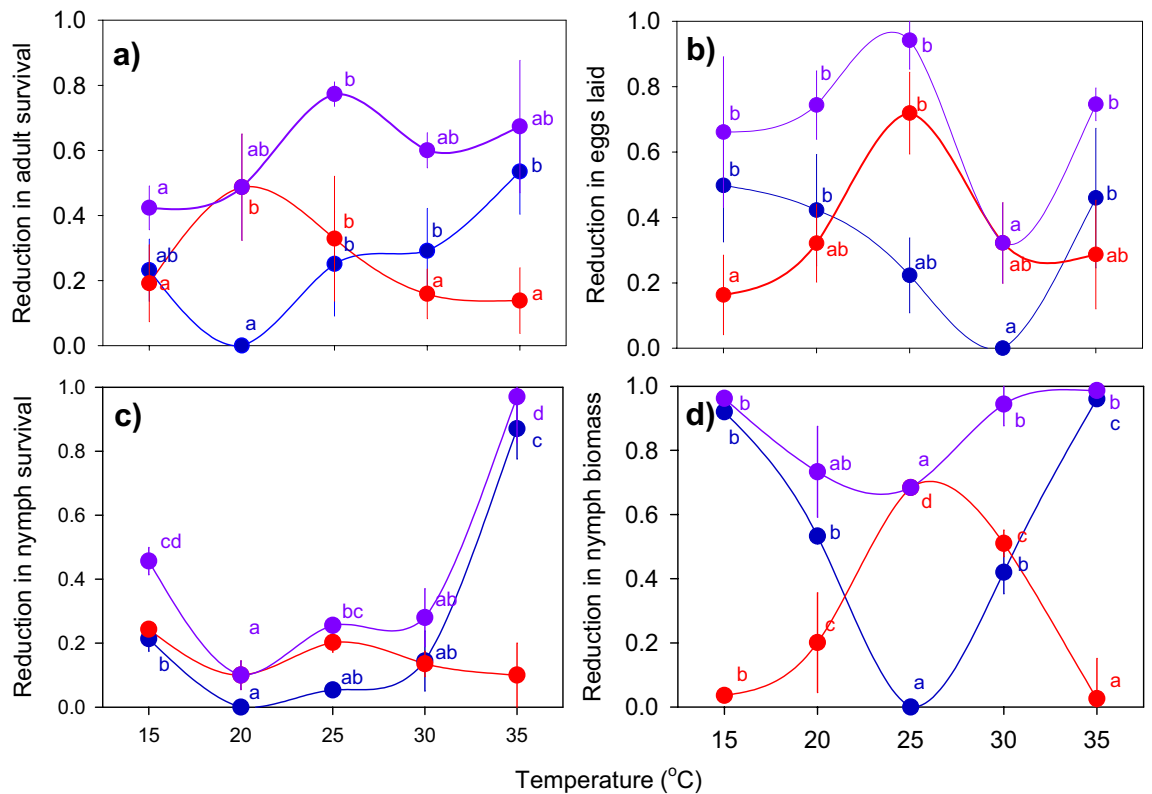 a)
Reduction in adult survival
1.0
0.8
0.6
0.4
0.2
0.0
a
ab
a
ab
b
a
b
b
b
ab
a
ab
b
a
b)
Reduction in eggs laid
1.0
0.8
0.6
0.4
0.2
0.0
b
b
a
b
b
ab
b
b
ab
a
ab
a
b
b
ab
c)
Reduction in nymph survival
1.0
0.8
0.6
0.4
0.2
0.0
cd
b
a
a
bc
ab
ab
ab
d
c
15
20
25
30
35
d)
Reduction in nymph biomass
1.0
0.8
0.6
0.4
0.2
0.0
b
b
b
ab
b
c
a
d
a
b
c
b
b
c
a
15
20
25
30
35
Temperature (°C)